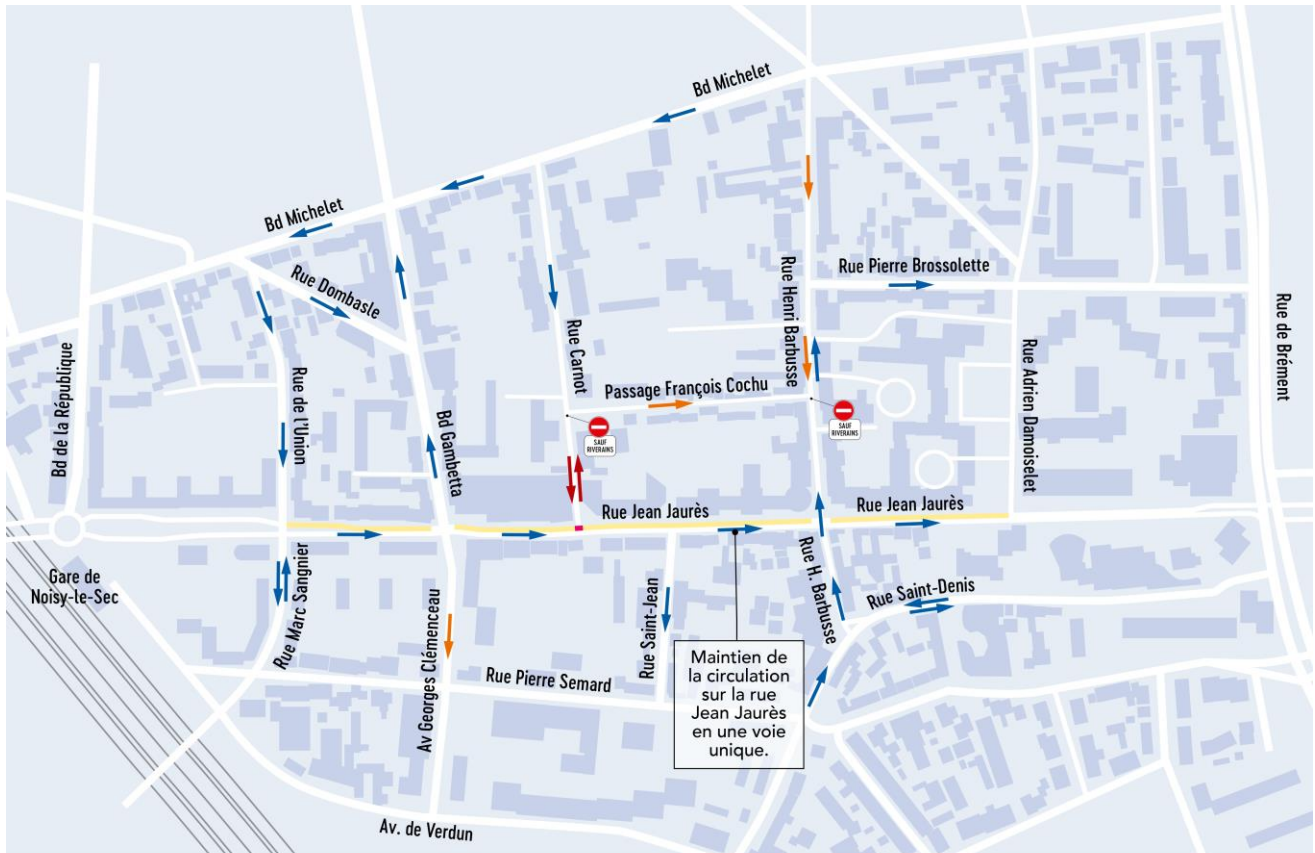 Bd Michelet
Bd Michelet
Rue Dombasle
Rue Pierre Brossolette
Rue Henri Barbusse
Bd de la République
Rue de l'Union
Bd Gambetta
Rue Carnot
Passage François Cochu
SAUF
RIVERAINS
SAUF
RIVERAINS
Rue Adrien Damoiselet
Rue de Brément
Rue Jean Jaurès
Rue Jean Jaurès
Gare de
Noisy-le-Sec
Rue Marc Sangnier
Av Georges Clémenceau
Rue Saint-Jean
Rue H. Barbusse
Rue Saint-Denis
Rue Pierre Semard
Maintien de
la circulation
sur la rue
Jean Jaurès
en une voie
unique.
Av. de Verdun